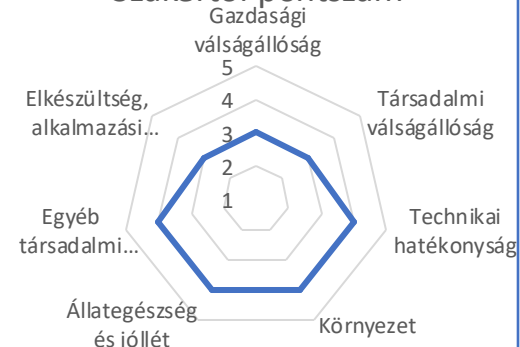 Gazdasági
válságállóság
5
4
3
2
1
Társadalmi
válságállóság
Technikai
hatékonyság
Környezet
Állategészség
és jóllét
Egyéb
társadalmi...
Elkészültség,
alkalmazási...